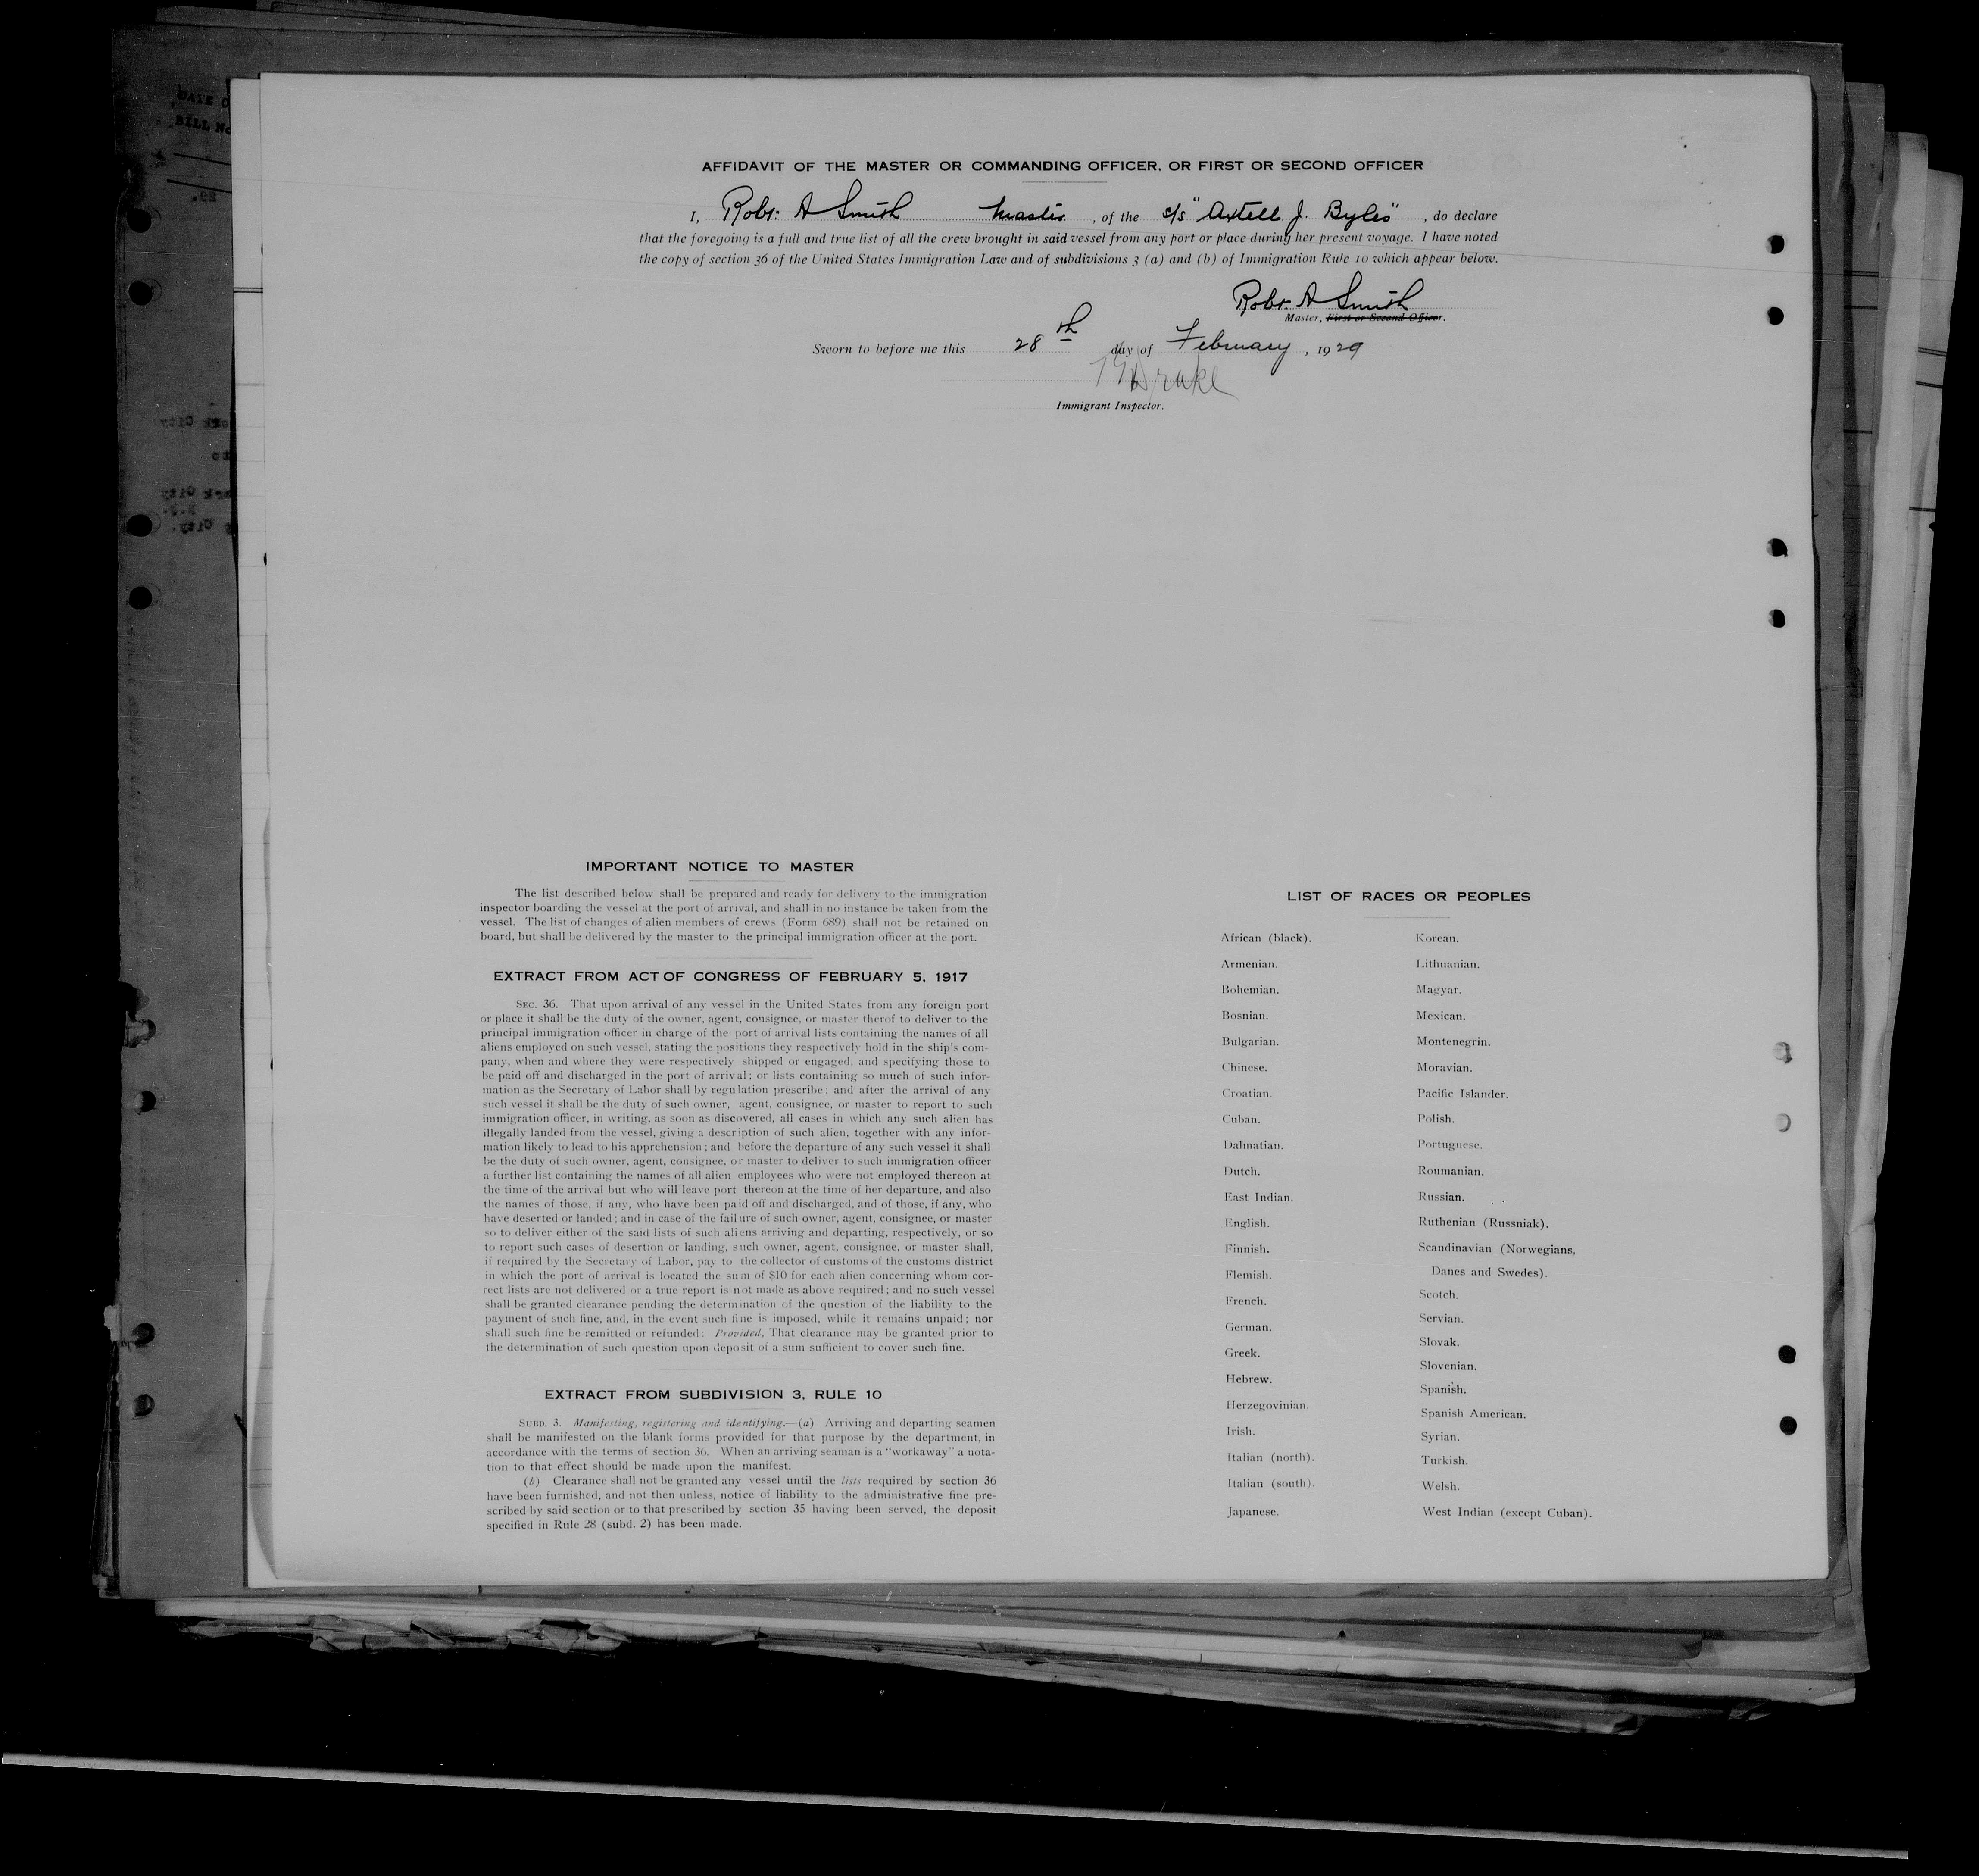 DATE O
BILL No
AFFIDAVIT OF THE MASTER OR COMMANDING OFFICER, OR FIRST OR SECOND OFFICER
I, Robt. A Smith Master, of the s/s "Axtell J. Byles", do declare
that the foregoing is a full and true list of all the crew brought in said vessel from any port or place during her present voyage. I have noted
the copy of section 36 of the United States Immigration Law and of subdivisions 3 (a) and (b) of Immigration Rule 10 which appear below.
Robt. A Smith
Master, First or Second Officer.
Sworn to before me this 28th day of February, 1929
Drake
Immigrant Inspector.
IMPORTANT NOTICE TO MASTER
The list described below shall be prepared and ready for delivery to the immigration
inspector boarding the vessel at the port of arrival, and shall in no instance be taken from the
vessel. The list of changes of alien members of crews (Form 689) shall not be retained on
board, but shall be delivered by the master to the principal immigration officer at the port.
EXTRACT FROM ACT OF CONGRESS OF FEBRUARY 5, 1917
SEC. 36. That upon arrival of any vessel in the United States from any foreign port
or place it shall be the duty of the owner, agent, consignee, or master therof to deliver to the
principal immigration officer in charge of the port of arrival lists containing the names of all
aliens employed on such vessel, stating the positions they respectively hold in the ship's com-
pany, when and where they were respectively shipped or engaged, and specifying those to
be paid off and discharged in the port of arrival; or lists containing so much of such infor-
mation as the Secretary of Labor shall by regulation prescribe; and after the arrival of any
such vessel it shall be the duty of such owner, agent, consignee, or master to report to such
immigration officer, in writing, as soon as discovered, all cases in which any such alien has
illegally landed from the vessel, giving a description of such alien, together with any infor-
mation likely to lead to his apprehension; and before the departure of any such vessel it shall
be the duty of such owner, agent, consignee, or master to deliver to such immigration officer
a further list containing the names of all alien employees who were not employed thereon at
the time of the arrival but who will leave port thereon at the time of her departure, and also
the names of those, if any, who have been paid off and discharged, and of those, if any, who
have deserted or landed; and in case of the failure of such owner, agent, consignee, or master
so to deliver either of the said lists of such aliens arriving and departing, respectively, or so
to report such cases of desertion or landing, such owner, agent, consignee, or master shall,
if required by the Secretary of Labor, pay to the collector of customs of the customs district
in which the port of arrival is located the sum of $10 for each alien concerning whom cor-
rect lists are not delivered or a true report is not made as above required; and no such vessel
shall be granted clearance pending the determination of the question of the liability to the
payment of such fine, and, in the event such fine is imposed, while it remains unpaid; nor
shall such fine be remitted or refunded: Provided, That clearance may be granted prior to
the determination of such question upon deposit of a sum sufficient to cover such fine.
EXTRACT FROM SUBDIVISION 3, RULE 10
SUBD. 3. Manifesting, registering and identifying.—(a) Arriving and departing seamen
shall be manifested on the blank forms provided for that purpose by the department, in
accordance with the terms of section 36. When an arriving seaman is a "workaway" a nota-
tion to that effect should be made upon the manifest.
(b) Clearance shall not be granted any vessel until the lists required by section 36
have been furnished, and not then unless, notice of liability to the administrative fine pre-
scribed by said section or to that prescribed by section 35 having been served, the deposit
specified in Rule 28 (subd. 2) has been made.
LIST OF RACES OR PEOPLES
African (black).
Armenian.
Bohemian.
Bosnian.
Bulgarian.
Chinese.
Croatian.
Cuban.
Dalmatian.
Dutch.
East Indian.
English.
Finnish.
Flemish.
French.
German.
Greek.
Hebrew.
Herzegovinian.
Irish.
Italian (north).
Italian (south).
Japanese.
Korean.
Lithuanian.
Magyar.
Mexican.
Montenegrin.
Moravian.
Pacific Islander.
Polish.
Portuguese.
Roumanian.
Russian.
Ruthenian (Russniak).
Scandinavian (Norwegians,
Danes and Swedes).
Scotch.
Servian.
Slovak.
Slovenian.
Spanish.
Spanish American.
Syrian.
Turkish.
Welsh.
West Indian (except Cuban).